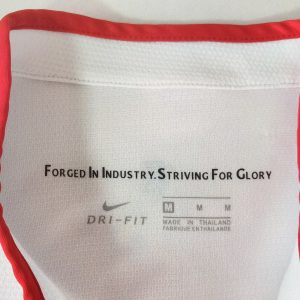 FORGED IN INDUSTRY. STRIVING FOR GLORY
DRI-FIT
M M M
MADE IN THAILAND
FABRIQUE EN THAILANDE